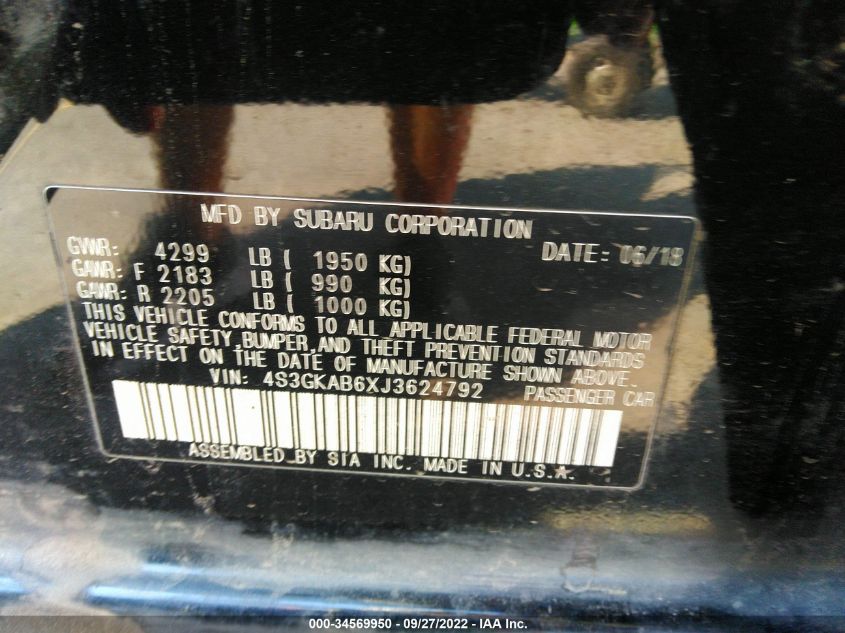 MFD BY SUBARU CORPORATION
GVWR: 4299 LB ( 1950 KG) DATE: 06/18
GAWR: F 2183 LB ( 990 KG)
GAWR: R 2205 LB ( 1000 KG)
THIS VEHICLE CONFORMS TO ALL APPLICABLE FEDERAL MOTOR
VEHICLE SAFETY, BUMPER, AND THEFT PREVENTION STANDARDS
IN EFFECT ON THE DATE OF MANUFACTURE SHOWN ABOVE.
VIN: 4S3GKAB6XJ3624792 PASSENGER CAR
ASSEMBLED BY SIA INC. MADE IN U.S.A.
000-34569950 - 09/27/2022 - IAA Inc.